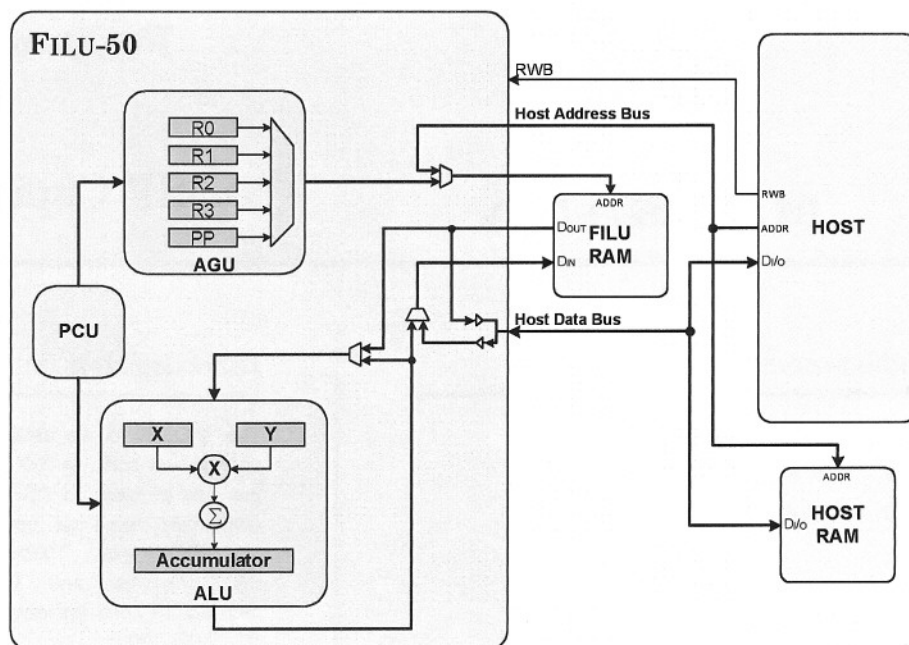 FILU-50
RWB
Host Address Bus
R0
R1
R2
R3
PP
AGU
RWB
ADDR
DI/O
HOST
ADDR
DOUT
DIN
FILU
RAM
PCU
Host Data Bus
X
Y
X
Σ
Accumulator
ALU
ADDR
DI/O
HOST
RAM